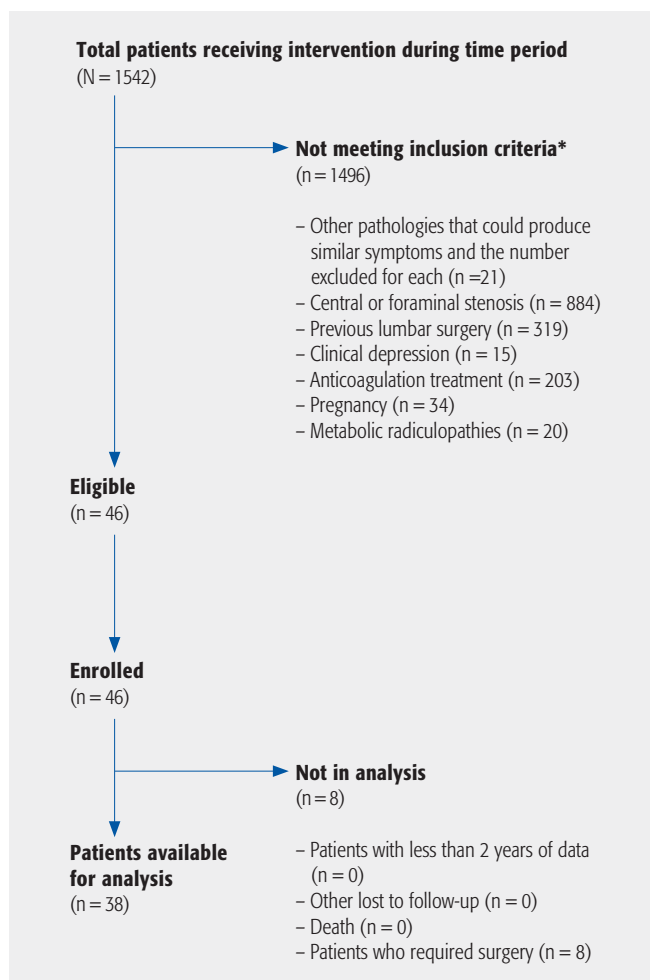 Total patients receiving intervention during time period
(N = 1542)
Not meeting inclusion criteria*
(n = 1496)
– Other pathologies that could produce
similar symptoms and the number
excluded for each (n =21)
– Central or foraminal stenosis (n = 884)
– Previous lumbar surgery (n = 319)
– Clinical depression (n = 15)
– Anticoagulation treatment (n = 203)
– Pregnancy (n = 34)
– Metabolic radiculopathies (n = 20)
Eligible
(n = 46)
Enrolled
(n = 46)
Not in analysis
(n = 8)
Patients available
for analysis
(n = 38)
– Patients with less than 2 years of data
(n = 0)
– Other lost to follow-up (n = 0)
– Death (n = 0)
– Patients who required surgery (n = 8)